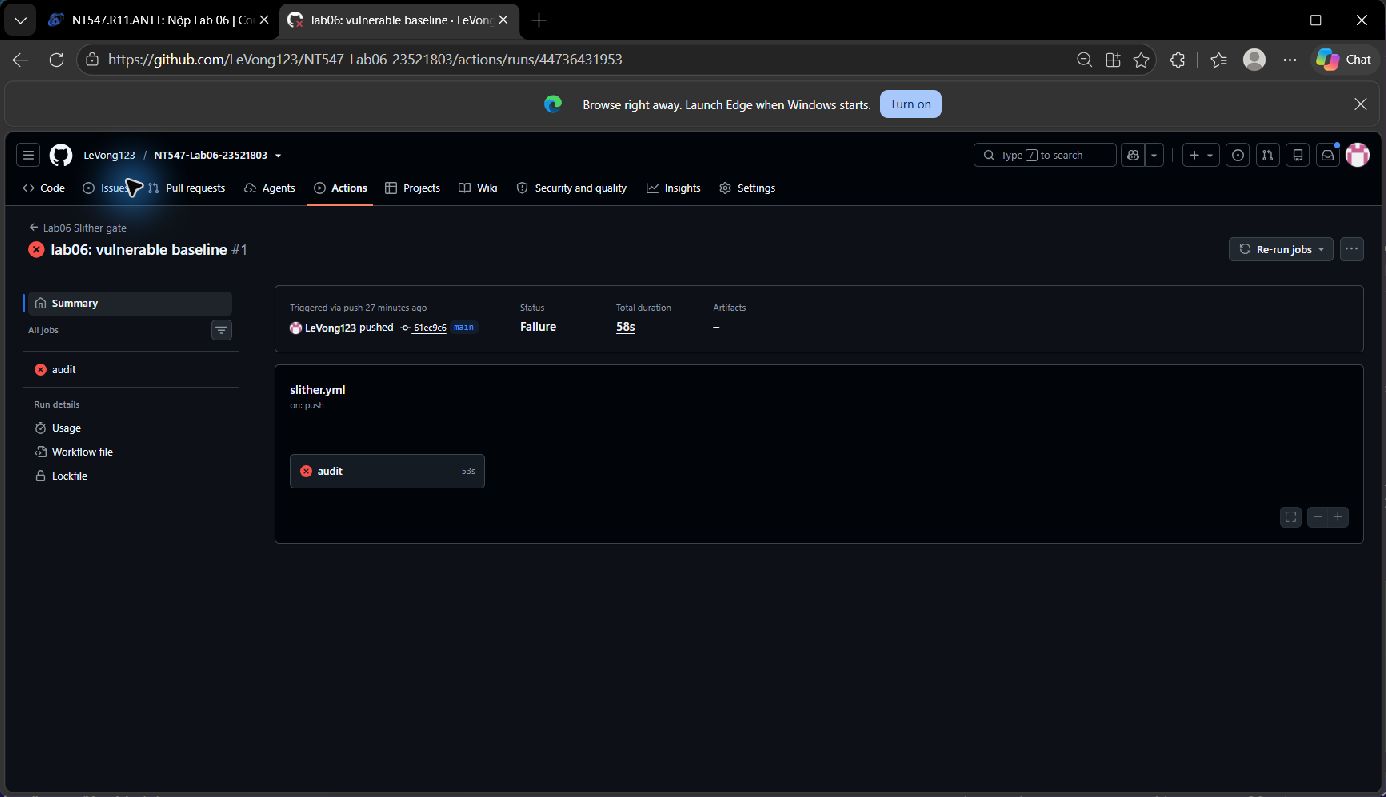 NT547.R11.ANTT: Nộp Lab 06 | Co
lab06: vulnerable baseline · LeVong
https://github.com/LeVong123/NT547-Lab06-23521803/actions/runs/44736431953
Chat
Browse right away. Launch Edge when Windows starts.
Turn on
LeVong123 / NT547-Lab06-23521803
Type / to search
Code
Issues
Pull requests
Agents
Actions
Projects
Wiki
Security and quality
Insights
Settings
Lab06 Slither gate
lab06: vulnerable baseline #1
Re-run jobs
Summary
All jobs
audit
Run details
Usage
Workflow file
Lockfile
Triggered via push 27 minutes ago
LeVong123 pushed 61ec9c6 main
Status
Failure
Total duration
58s
Artifacts
–
slither.yml
on: push
audit
53s